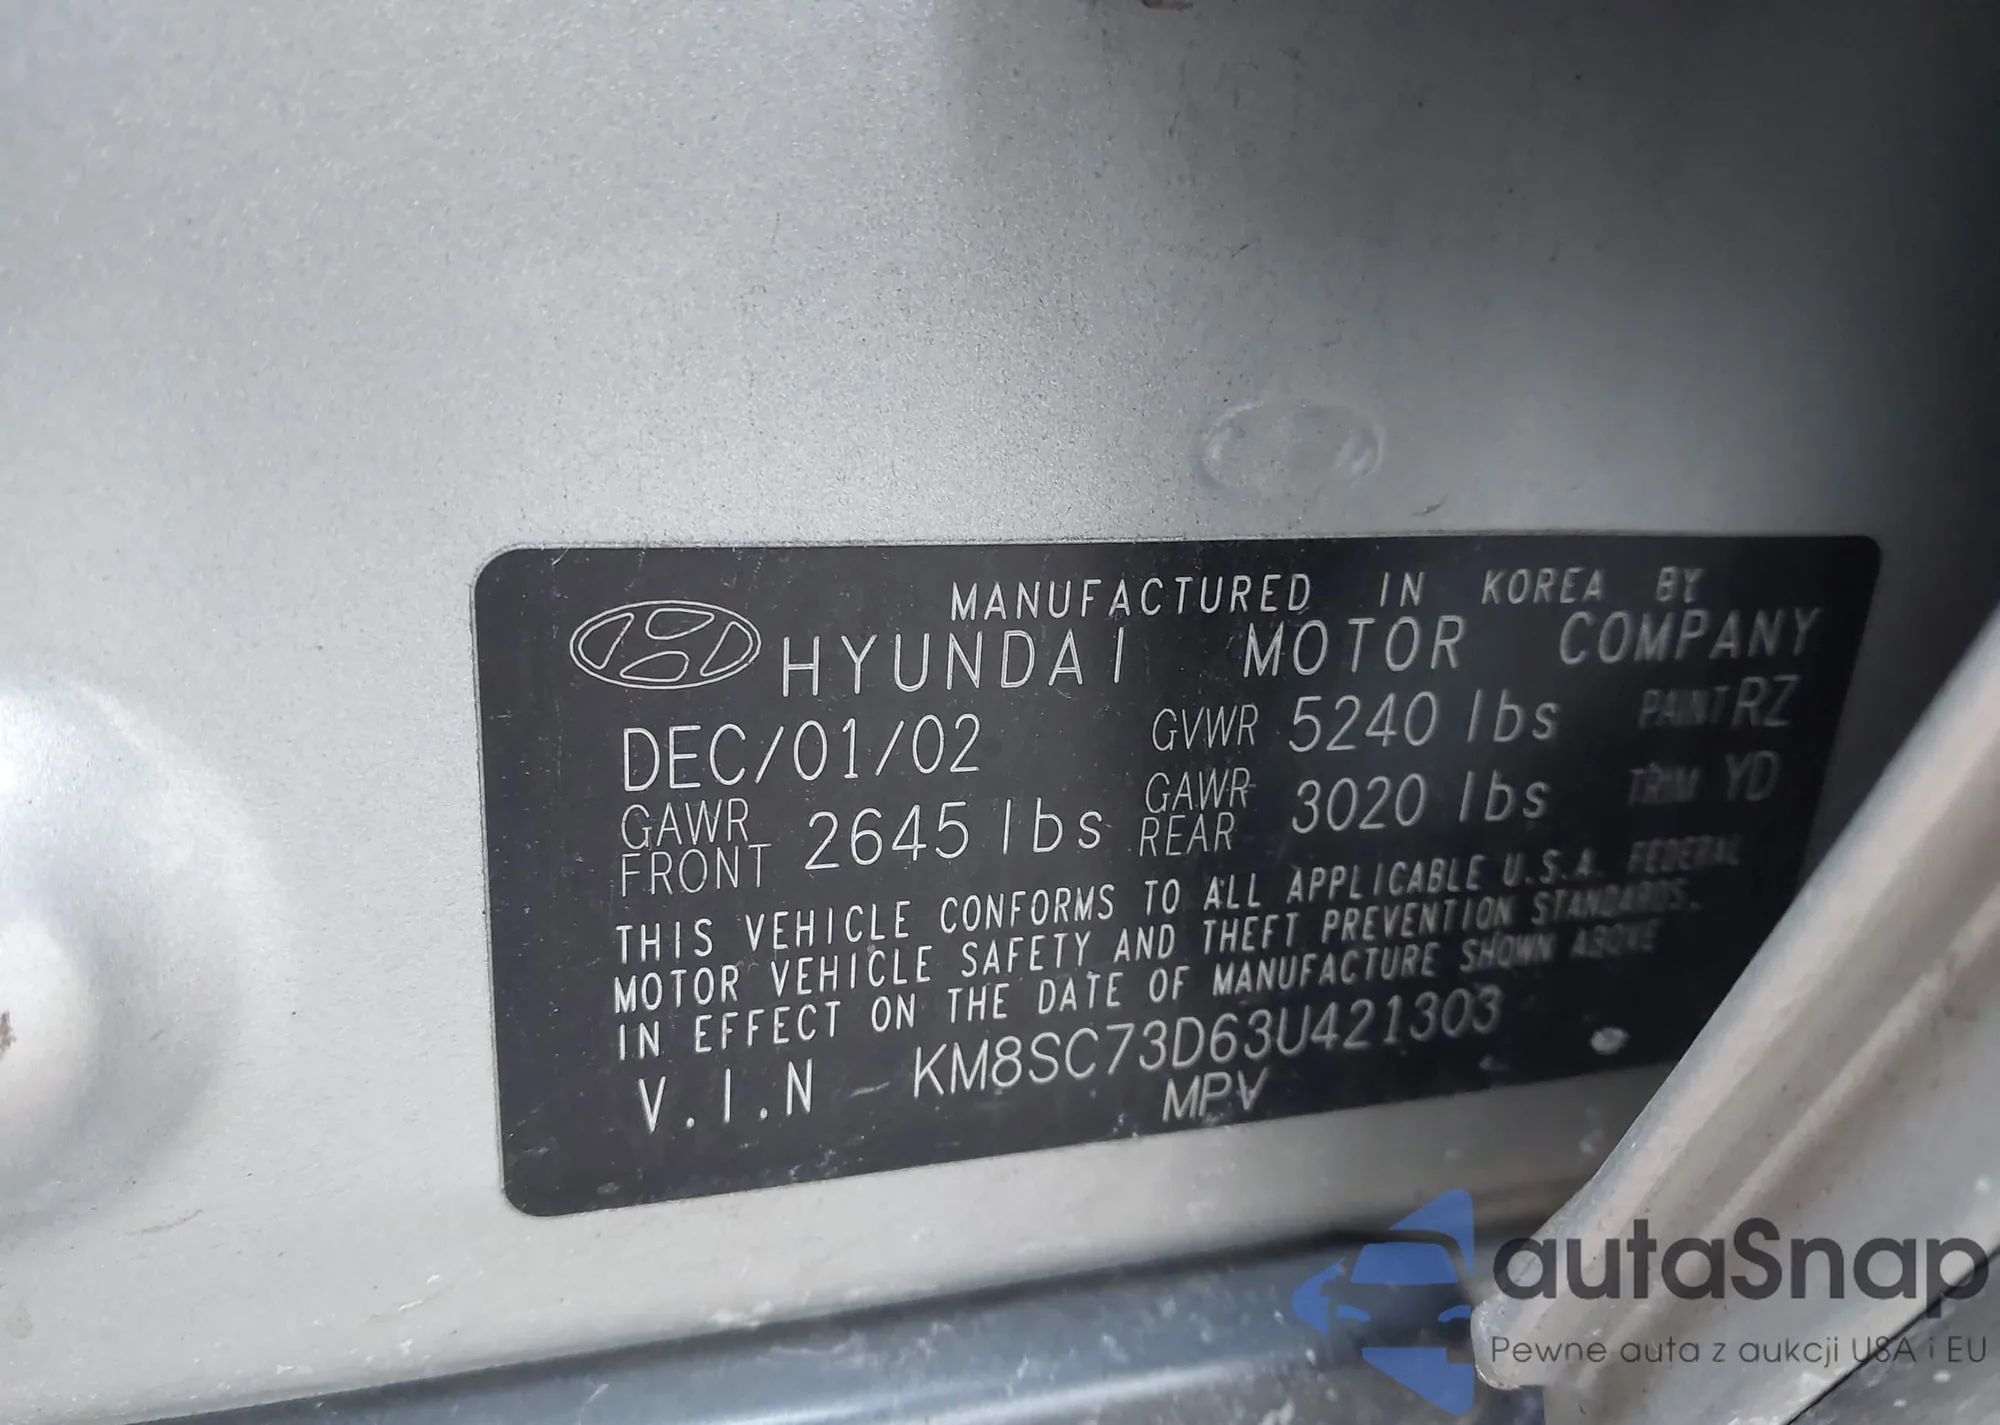 MANUFACTURED IN KOREA BY
HYUNDAI MOTOR COMPANY
DEC/01/02 GVWR 5240 lbs PAINT RZ
GAWR FRONT 2645 lbs GAWR REAR 3020 lbs TRIM YD
THIS VEHICLE CONFORMS TO ALL APPLICABLE U.S.A. FEDERAL
MOTOR VEHICLE SAFETY AND THEFT PREVENTION STANDARDS.
IN EFFECT ON THE DATE OF MANUFACTURE SHOWN ABOVE
V.I.N - KM8SC73D63U421303
MPV
autaSnap
Pewne auta z aukcji USA i EU